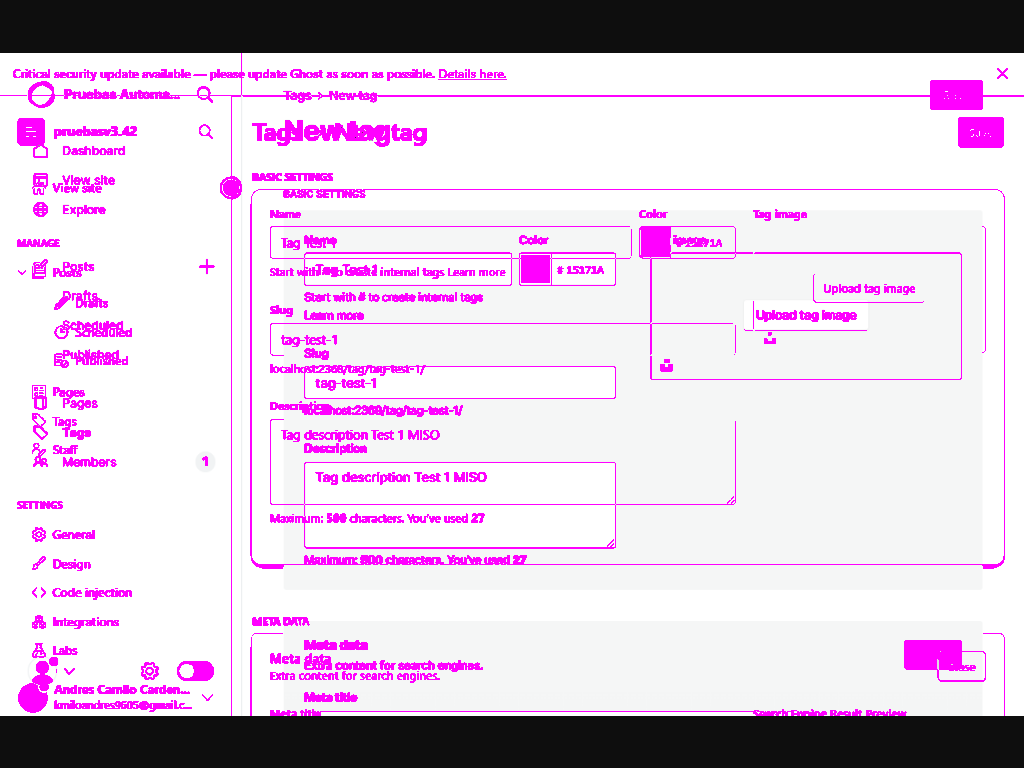 Critical security update available — please update Ghost as soon as possible. Details here.
Pruebas Automa...
Tags > New tag
pruebasv3.42
New tag
Tags
New tag
Dashboard
View site
View site
Explore
BASIC SETTINGS
BASIC SETTINGS
Name
Color
Tag image
MANAGE
Name
Color
Tag Test 1
# 15171A
Posts
Posts
Tag Test 1
# 15171A
Start with # to create internal tags Learn more
Upload tag image
Drafts
Drafts
Start with # to create internal tags
Learn more
Slug
Upload tag image
Scheduled
Scheduled
tag-test-1
Published
Published
Slug
localhost:2368/tag/tag-test-1/
tag-test-1
Pages
Pages
Description
localhost:2368/tag/tag-test-1/
Tags
Tags
Tag description Test 1 MISO
Staff
Description
Members
1
Tag description Test 1 MISO
SETTINGS
Maximum: 500 characters. You've used 27
General
Maximum: 500 characters. You've used 27
Design
Code injection
Integrations
META DATA
Labs
Meta data
Meta data
Extra content for search engines.
Extra content for search engines.
Close
Andres Camilo Carden...
kmiloandres9605@gmail.c...
Meta title
Meta title
Search Engine Result Preview